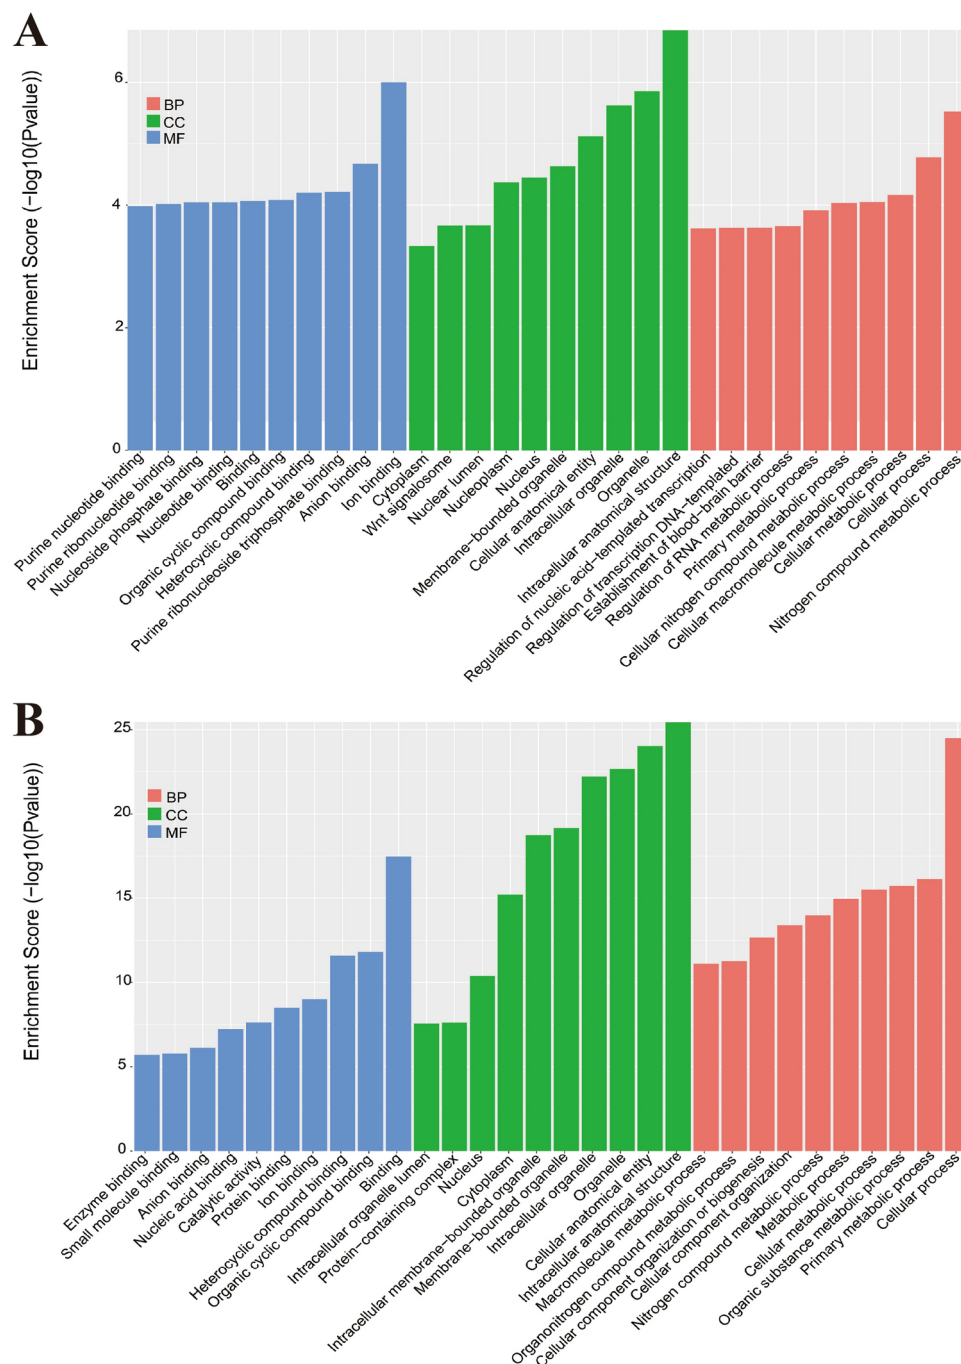 A
Enrichment Score (−log10(Pvalue))
6
4
2
0
BP
CC
MF
Purine nucleotide binding
Purine ribonucleotide binding
Nucleoside phosphate binding
Nucleotide binding
Binding
Organic cyclic compound binding
Heterocyclic compound binding
Purine ribonucleoside triphosphate binding
Anion binding
Ion binding
Cytoplasm
Wnt signalosome
Nuclear lumen
Nucleoplasm
Nucleus
Membrane−bounded organelle
Cellular anatomical entity
Intracellular organelle
Organelle
Intracellular anatomical structure
Regulation of nucleic acid−templated transcription
Regulation of transcription DNA−templated
Establishment of blood−brain barrier
Regulation of RNA metabolic process
Primary metabolic process
Cellular nitrogen compound metabolic process
Cellular macromolecule metabolic process
Cellular metabolic process
Cellular process
Nitrogen compound metabolic process
B
Enrichment Score (−log10(Pvalue))
25
20
15
10
5
0
BP
CC
MF
Enzyme binding
Small molecule binding
Anion binding
Nucleic acid binding
Catalytic activity
Protein binding
Ion binding
Heterocyclic compound binding
Organic cyclic compound binding
Binding
Intracellular organelle lumen
Protein−containing complex
Nucleus
Cytoplasm
Intracellular membrane−bounded organelle
Membrane−bounded organelle
Intracellular organelle
Organelle
Cellular anatomical entity
Intracellular anatomical structure
Macromolecule metabolic process
Organonitrogen compound metabolic process
Cellular component organization or biogenesis
Cellular component organization
Nitrogen compound metabolic process
Metabolic process
Cellular metabolic process
Organic substance metabolic process
Primary metabolic process
Cellular process